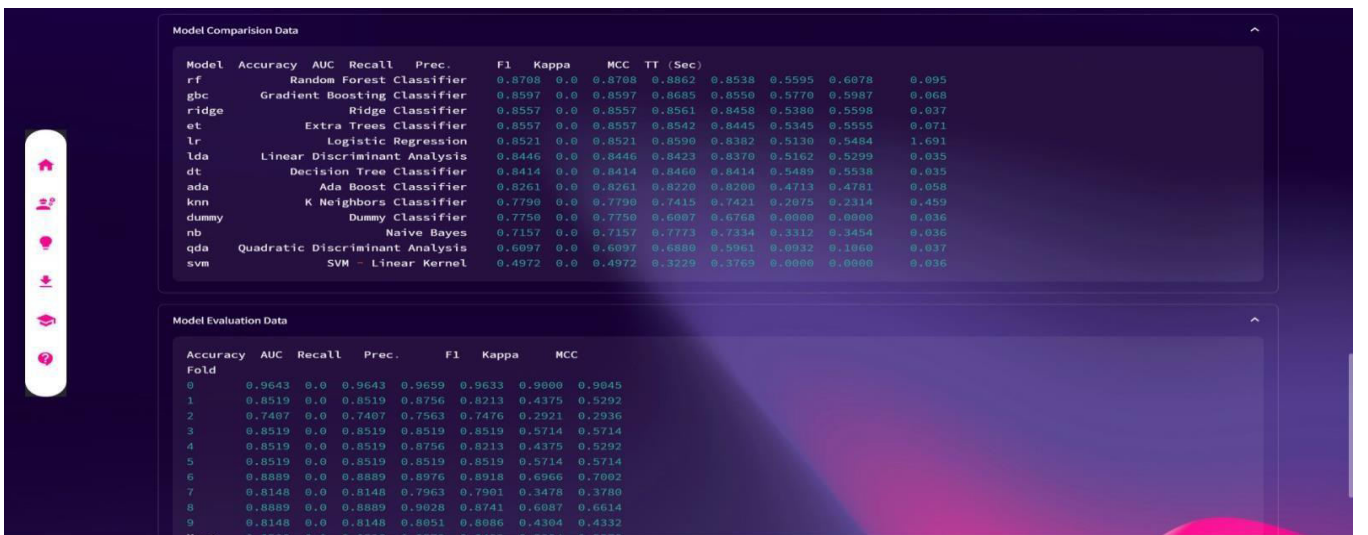 Model Comparision Data
Model Accuracy AUC Recall Prec. F1 Kappa MCC TT (Sec)
rf Random Forest Classifier 0.8708 0.0 0.8708 0.8862 0.8538 0.5595 0.6078 0.095
gbc Gradient Boosting Classifier 0.8597 0.0 0.8597 0.8685 0.8550 0.5770 0.5987 0.068
ridge Ridge Classifier 0.8557 0.0 0.8557 0.8561 0.8458 0.5380 0.5598 0.037
et Extra Trees Classifier 0.8557 0.0 0.8557 0.8542 0.8445 0.5345 0.5555 0.071
lr Logistic Regression 0.8521 0.0 0.8521 0.8590 0.8382 0.5130 0.5484 1.691
lda Linear Discriminant Analysis 0.8446 0.0 0.8446 0.8423 0.8370 0.5162 0.5299 0.035
dt Decision Tree Classifier 0.8414 0.0 0.8414 0.8460 0.8414 0.5489 0.5538 0.035
ada Ada Boost Classifier 0.8261 0.0 0.8261 0.8220 0.8200 0.4713 0.4781 0.058
knn K Neighbors Classifier 0.7790 0.0 0.7790 0.7415 0.7421 0.2075 0.2314 0.459
dummy Dummy Classifier 0.7750 0.0 0.7750 0.6007 0.6768 0.0000 0.0000 0.036
nb Naive Bayes 0.7157 0.0 0.7157 0.7773 0.7334 0.3312 0.3454 0.036
qda Quadratic Discriminant Analysis 0.6097 0.0 0.6097 0.6880 0.5961 0.0932 0.1060 0.037
svm SVM - Linear Kernel 0.4972 0.0 0.4972 0.3229 0.3769 0.0000 0.0000 0.036
Model Evaluation Data
Accuracy AUC Recall Prec. F1 Kappa MCC
Fold
0 0.9643 0.0 0.9643 0.9659 0.9633 0.9000 0.9045
1 0.8519 0.0 0.8519 0.8756 0.8213 0.4375 0.5292
2 0.7407 0.0 0.7407 0.7563 0.7476 0.2921 0.2936
3 0.8519 0.0 0.8519 0.8519 0.8519 0.5714 0.5714
4 0.8519 0.0 0.8519 0.8756 0.8213 0.4375 0.5292
5 0.8519 0.0 0.8519 0.8519 0.8519 0.5714 0.5714
6 0.8889 0.0 0.8889 0.8976 0.8918 0.6966 0.7002
7 0.8148 0.0 0.8148 0.7963 0.7901 0.3478 0.3780
8 0.8889 0.0 0.8889 0.9028 0.8741 0.6087 0.6614
9 0.8148 0.0 0.8148 0.8051 0.8086 0.4304 0.4332